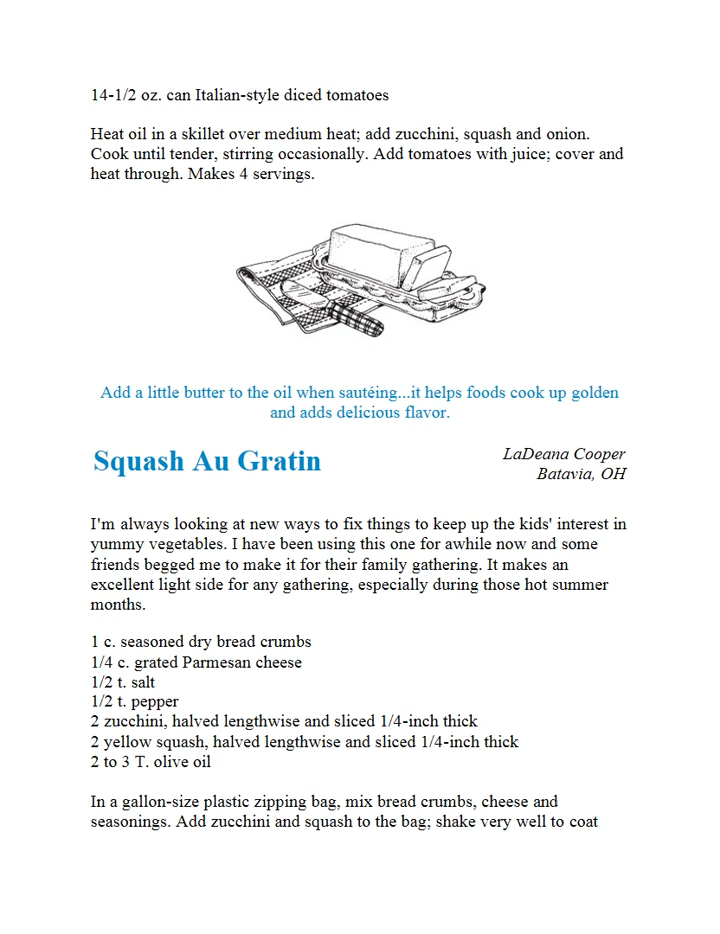 14-1/2 oz. can Italian-style diced tomatoes
Heat oil in a skillet over medium heat; add zucchini, squash and onion.
Cook until tender, stirring occasionally. Add tomatoes with juice; cover and
heat through. Makes 4 servings.
Add a little butter to the oil when sautéing...it helps foods cook up golden
and adds delicious flavor.
Squash Au Gratin
LaDeana Cooper
Batavia, OH
I'm always looking at new ways to fix things to keep up the kids' interest in
yummy vegetables. I have been using this one for awhile now and some
friends begged me to make it for their family gathering. It makes an
excellent light side for any gathering, especially during those hot summer
months.
1 c. seasoned dry bread crumbs
1/4 c. grated Parmesan cheese
1/2 t. salt
1/2 t. pepper
2 zucchini, halved lengthwise and sliced 1/4-inch thick
2 yellow squash, halved lengthwise and sliced 1/4-inch thick
2 to 3 T. olive oil
In a gallon-size plastic zipping bag, mix bread crumbs, cheese and
seasonings. Add zucchini and squash to the bag; shake very well to coat